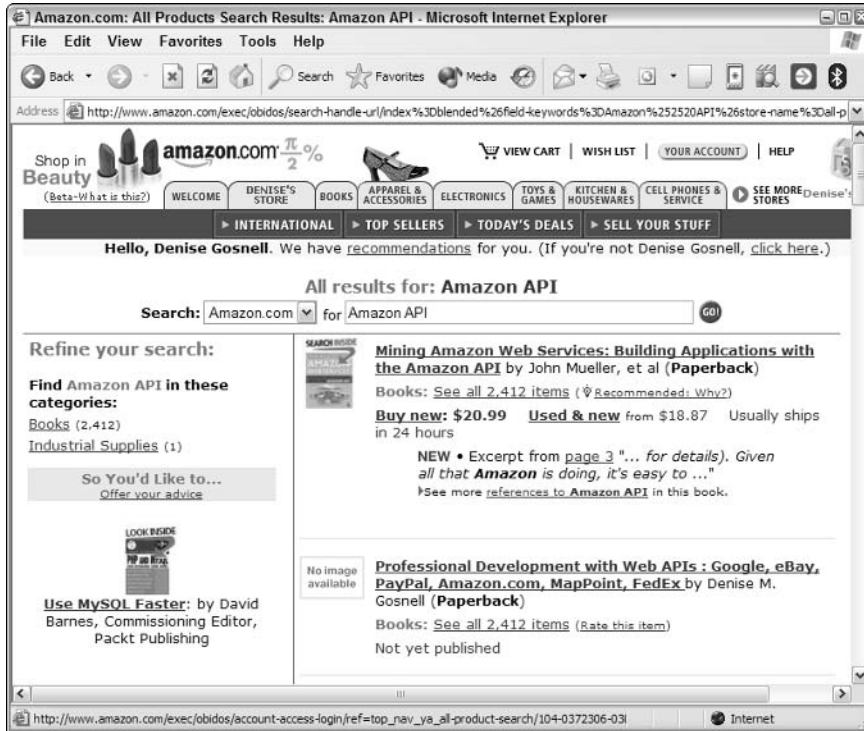 Amazon.com: All Products Search Results: Amazon API - Microsoft Internet Explorer
File Edit View Favorites Tools Help
Back Search Favorites Media
Address http://www.amazon.com/exec/obidos/search-handle-url/index%3Dblended%26field-keywords%3DAmazon%252520API%26store-name%3Dall-p
Shop in
Beauty
(Beta-What is this?)
amazon.com π/2 %
VIEW CART | WISH LIST | YOUR ACCOUNT | HELP
WELCOME DENISE'S STORE BOOKS APPAREL & ACCESSORIES ELECTRONICS TOYS & GAMES KITCHEN & HOUSEWARES CELL PHONES & SERVICE SEE MORE STORES Denise's
INTERNATIONAL TOP SELLERS TODAY'S DEALS SELL YOUR STUFF
Hello, Denise Gosnell. We have recommendations for you. (If you're not Denise Gosnell, click here.)
All results for: Amazon API
Search: Amazon.com for Amazon API GO!
Refine your search:
Find Amazon API in these
categories:
Books (2,412)
Industrial Supplies (1)
So You'd Like to...
Offer your advice
LOOK INSIDE
Use MySQL Faster: by David
Barnes, Commissioning Editor,
Packt Publishing
SEARCH INSIDE
Mining Amazon Web Services: Building Applications with
the Amazon API by John Mueller, et al (Paperback)
Books: See all 2,412 items (Recommended: Why?)
Buy new: $20.99 Used & new from $18.87 Usually ships
in 24 hours
NEW • Excerpt from page 3 "... for details). Given
all that Amazon is doing, it's easy to ..."
See more references to Amazon API in this book.
No image
available
Professional Development with Web APIs : Google, eBay,
PayPal, Amazon.com, MapPoint, FedEx by Denise M.
Gosnell (Paperback)
Books: See all 2,412 items (Rate this item)
Not yet published
http://www.amazon.com/exec/obidos/account-access-login/ref=top_nav_ya_all-product-search/104-0372306-03 Internet